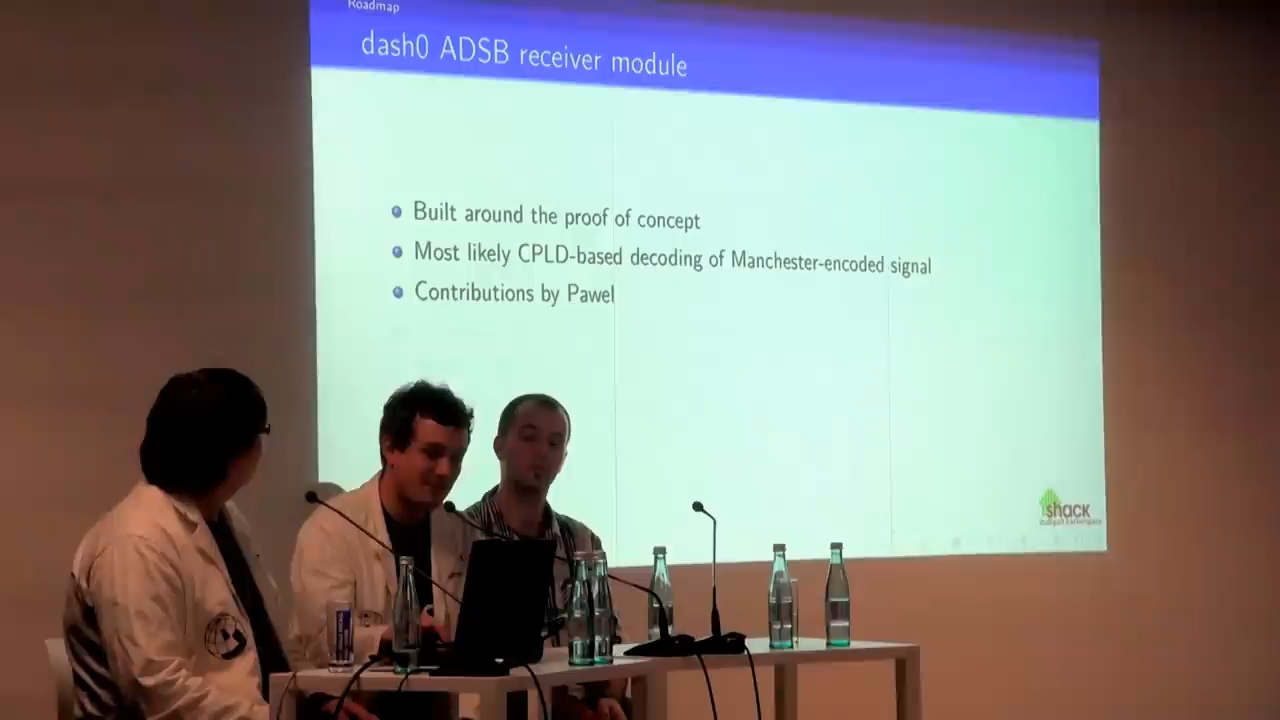 Roadmap
dash0 ADSB receiver module
Built around the proof of concept
Most likely CPLD-based decoding of Manchester-encoded signal
Contributions by Pawel
shack